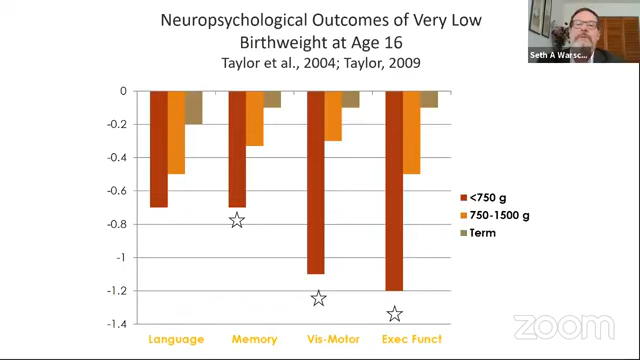 Neuropsychological Outcomes of Very Low
Birthweight at Age 16
Taylor et al., 2004; Taylor, 2009
Seth A Warsc...
0
-0.2
-0.4
-0.6
-0.8
-1
-1.2
-1.4
<750 g
750-1500 g
Term
Language Memory Vis-Motor Exec Funct
zoom